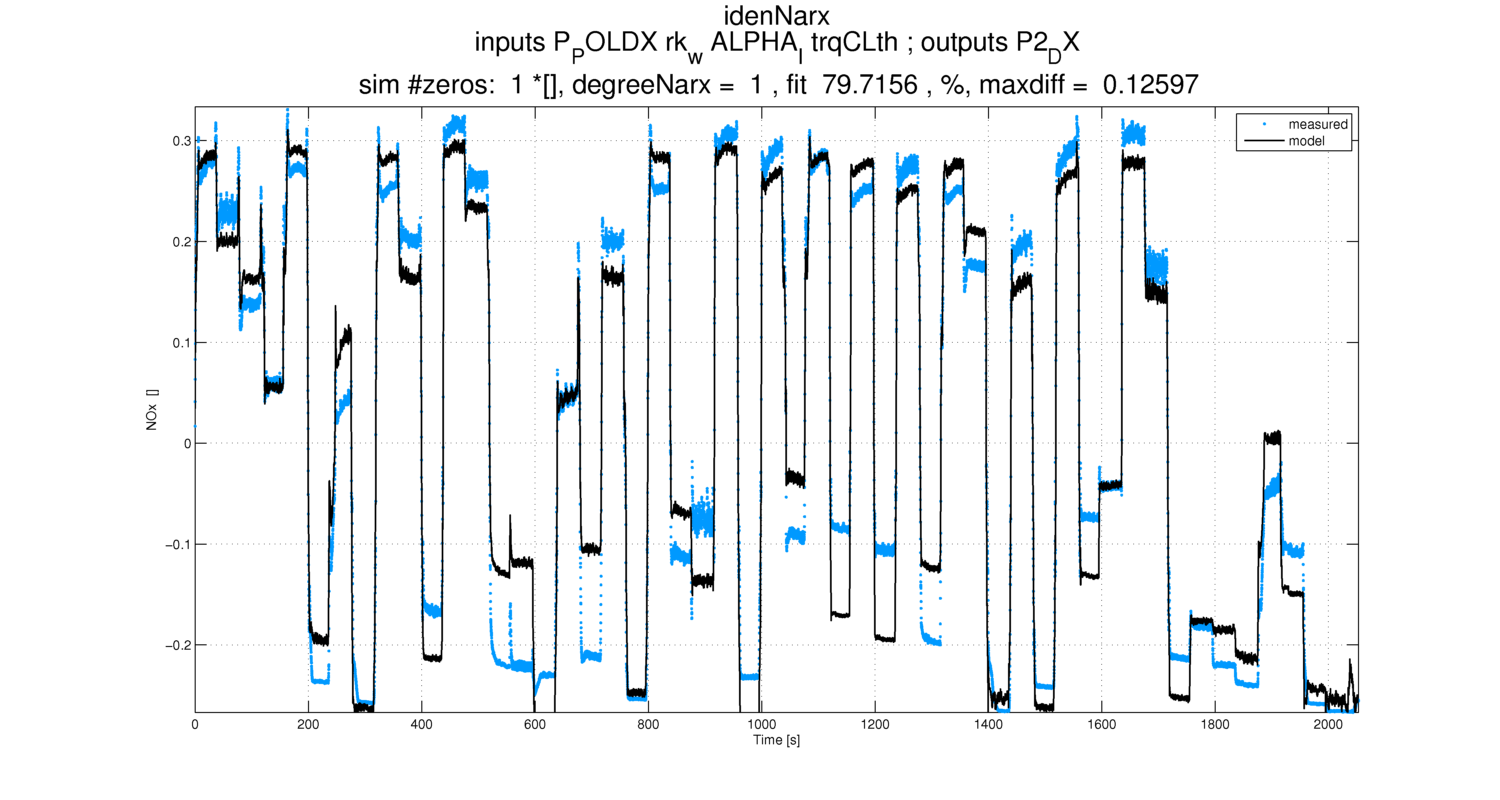 idenNarx
inputs P_POLDX rk_w ALPHA_I trqCLth ; outputs P2_DX
sim #zeros: 1 *[], degreeNarx = 1 , fit 79.7156 , %, maxdiff = 0.12597
measured
model
0.3
0.2
0.1
0
−0.1
−0.2
NOx []
0 200 400 600 800 1000 1200 1400 1600 1800 2000
Time [s]